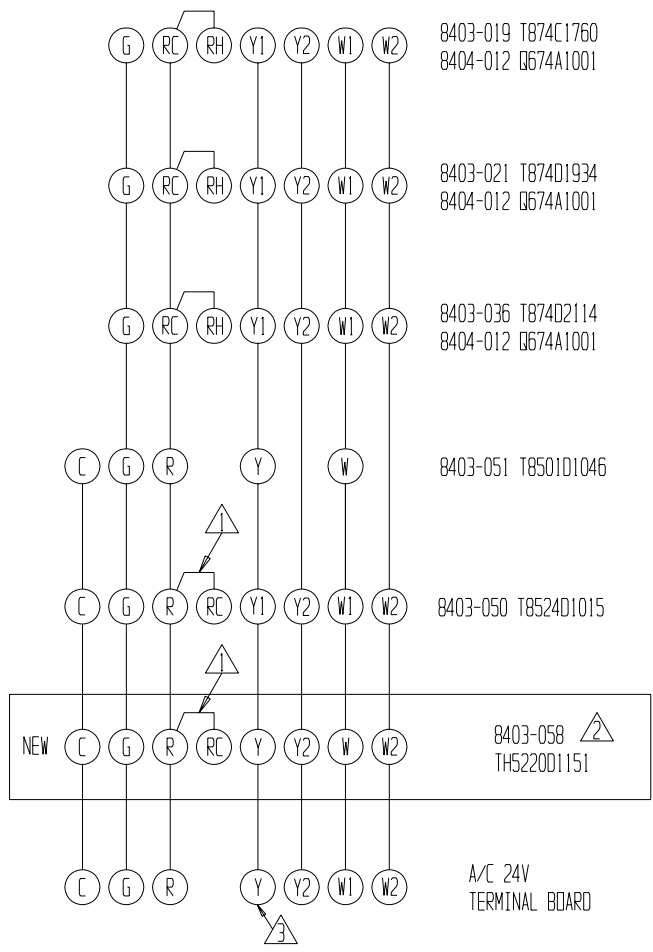 G RC RH Y1 Y2 W1 W2 8403-019 T874C1760
8404-012 Q674A1001
G RC RH Y1 Y2 W1 W2 8403-021 T874D1934
8404-012 Q674A1001
G RC RH Y1 Y2 W1 W2 8403-036 T874D2114
8404-012 Q674A1001
C G R Y W 8403-051 T8501D1046
1
C G R RC Y1 Y2 W1 W2 8403-050 T8524D1015
1
NEW C G R RC Y Y2 W W2 8403-058 2
TH5220D1151
C G R Y Y2 W1 W2 A/C 24V
TERMINAL BOARD
3